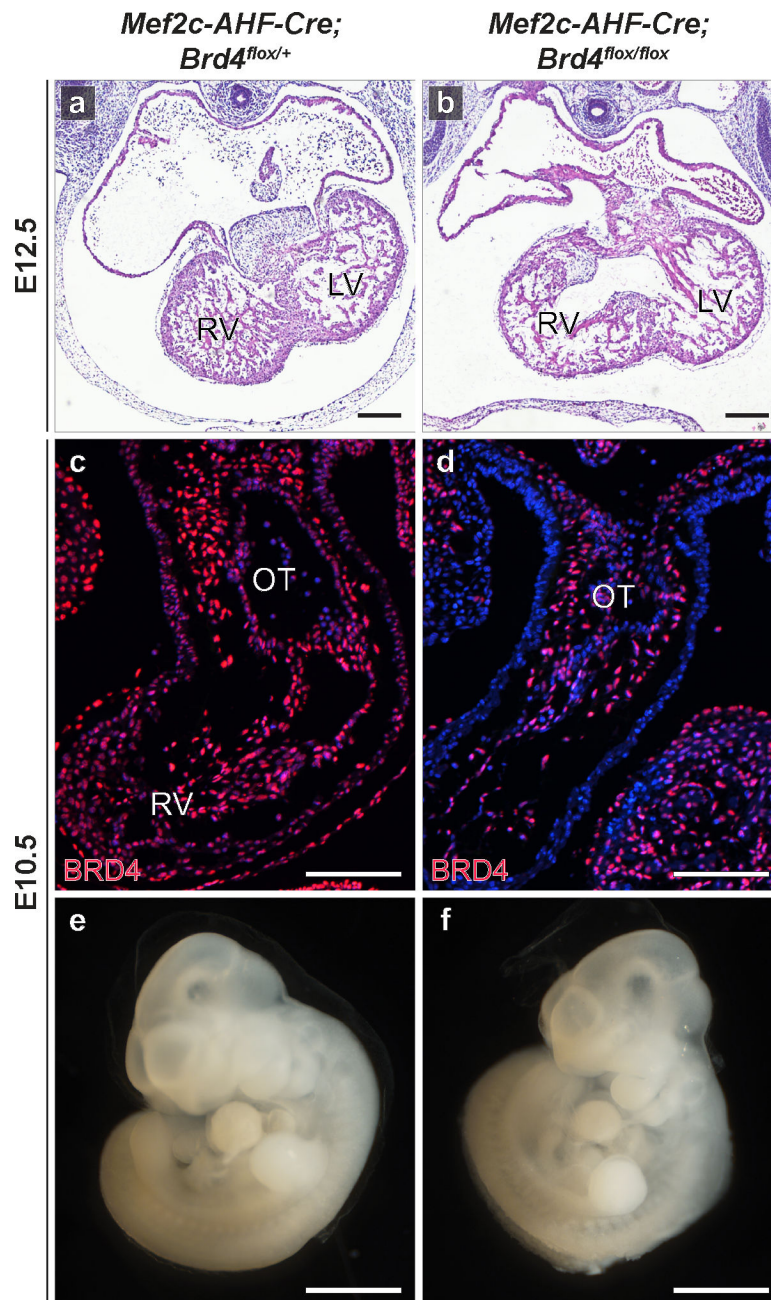 Mef2c-AHF-Cre;
Brd4flox/+
Mef2c-AHF-Cre;
Brd4flox/flox
E12.5
a
RV
LV
b
RV
LV
E10.5
c
OT
RV
BRD4
d
OT
BRD4
e
f